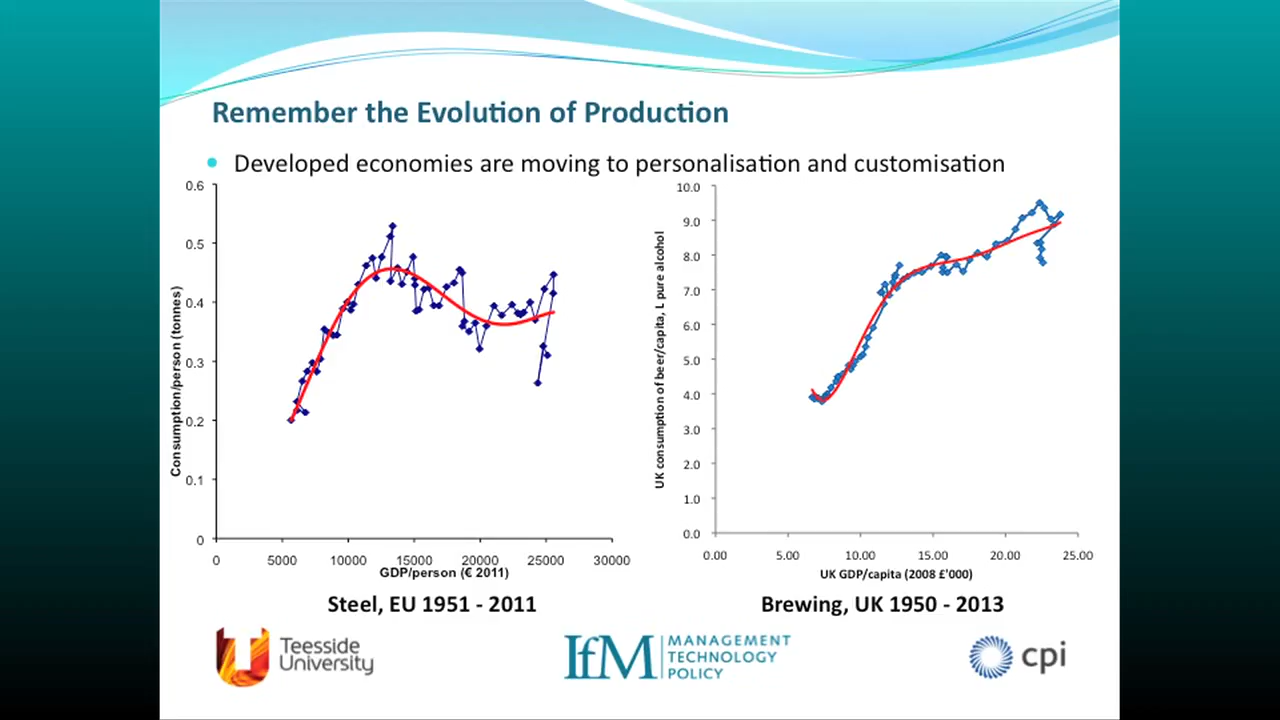 Remember the Evolution of Production
Developed economies are moving to personalisation and customisation
0.6
0.5
0.4
0.3
0.2
0.1
0
Consumption/person (tonnes)
0 5000 10000 15000 20000 25000 30000
GDP/person (€ 2011)
Steel, EU 1951 - 2011
10.0
9.0
8.0
7.0
6.0
5.0
4.0
3.0
2.0
1.0
0.0
UK consumption of beer/capita, L pure alcohol
0.00 5.00 10.00 15.00 20.00 25.00
UK GDP/capita (2008 £'000)
Brewing, UK 1950 - 2013
Teesside
University
IfM
MANAGEMENT
TECHNOLOGY
POLICY
cpi